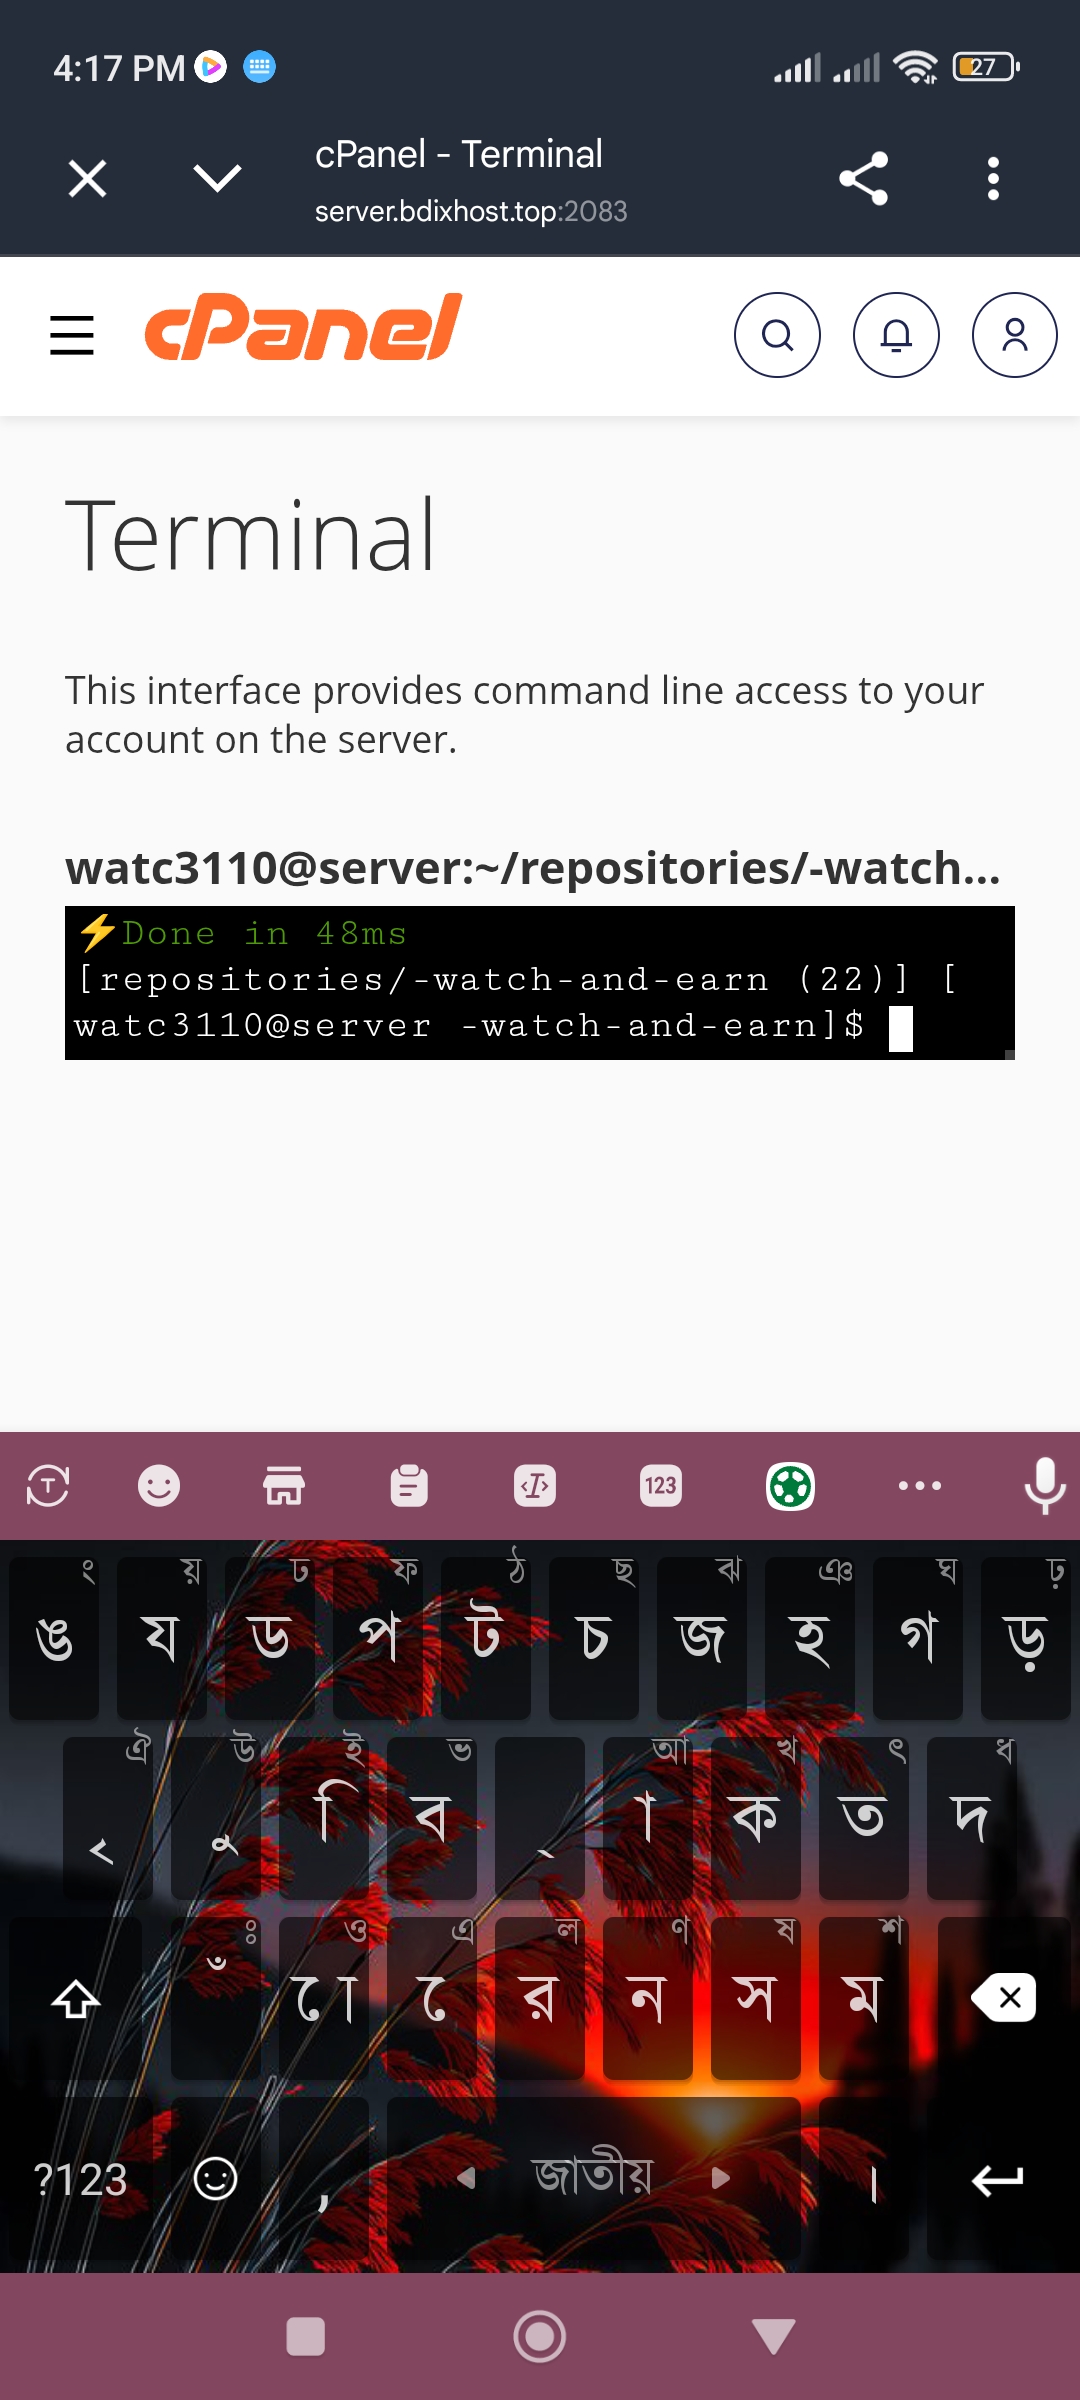 4:17 PM
27
cPanel - Terminal
server.bdixhost.top:2083
cPanel
Terminal
This interface provides command line access to your
account on the server.
watc3110@server:~/repositories/-watch...
⚡Done in 48ms
[repositories/-watch-and-earn (22)] [
watc3110@server -watch-and-earn]$
T 123
ং য় ঢ ফ ঠ ছ ঝ ঞ ঘ ঢ়
ঙ য ড প ট চ জ হ গ ড়
ঐ উ ই ভ আ খ ৎ ধ
ৃ ু ি ব ্ া ক ত দ
ঃ ও এ ল ণ ষ শ
ঁ ো ে র ন স ম
?123 , জাতীয় ।